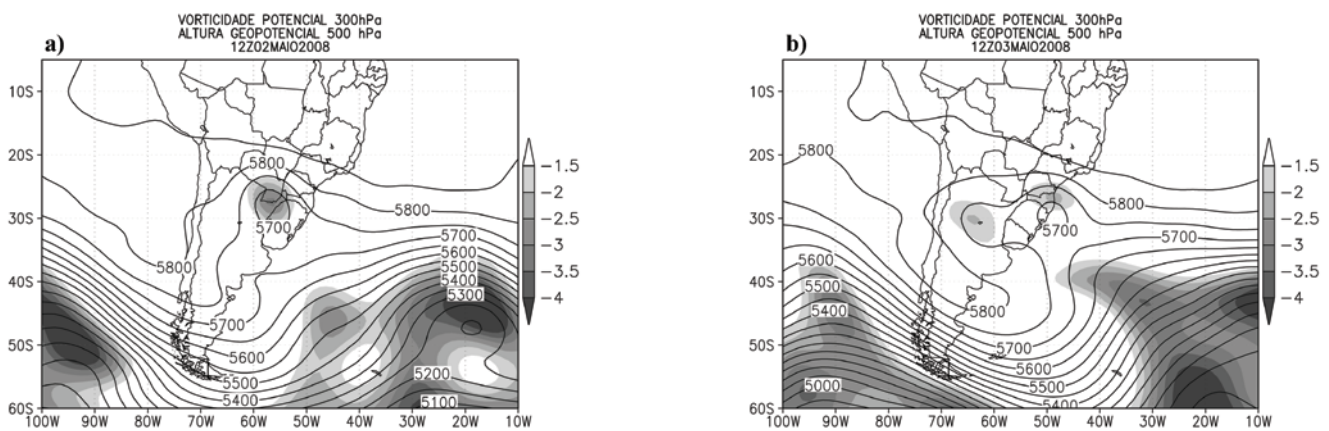 VORTICIDADE POTENCIAL 300hPa
ALTURA GEOPOTENCIAL 500 hPa
a) 12Z02MAIO2008
10S
20S
30S
40S
50S
60S
100W 90W 80W 70W 60W 50W 40W 30W 20W 10W
5800
5700
5800
5800
5700
5600
5500
5400
5300
5700
5600
5500
5400
5200
5100
-1.5
-2
-2.5
-3
-3.5
-4
VORTICIDADE POTENCIAL 300hPa
ALTURA GEOPOTENCIAL 500 hPa
b) 12Z03MAIO2008
10S
20S
30S
40S
50S
60S
100W 90W 80W 70W 60W 50W 40W 30W 20W 10W
5800
5800
5700
5700
5600
5500
5400
5800
5700
5600
5500
5400
5000
-1.5
-2
-2.5
-3
-3.5
-4